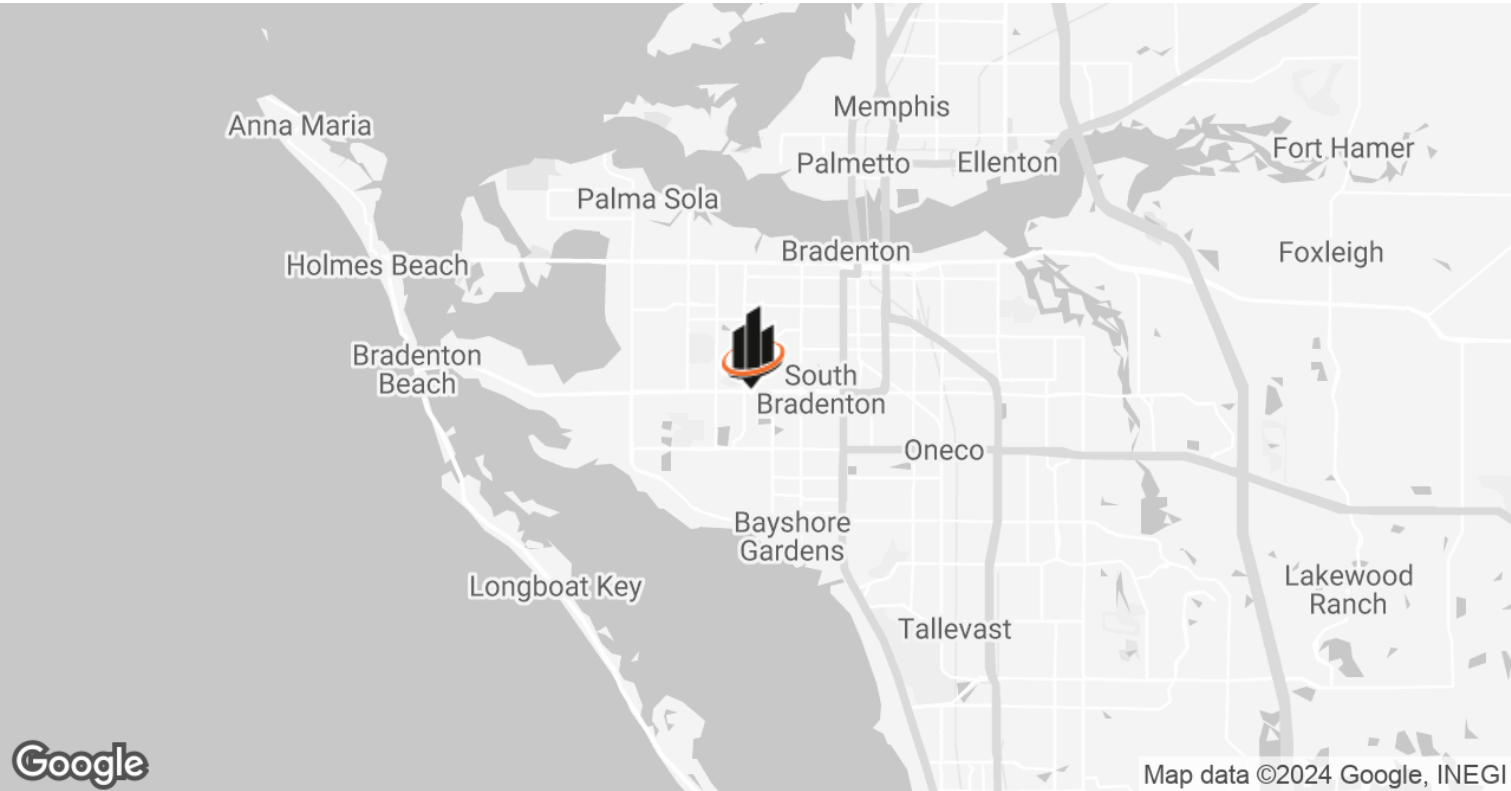 Memphis
Anna Maria
Fort Hamer
Palmetto
Ellenton
Palma Sola
Bradenton
Foxleigh
Holmes Beach
Bradenton
Beach
South
Bradenton
Oneco
Bayshore
Gardens
Longboat Key
Lakewood
Ranch
Tallevast
Google
Map data ©2024 Google, INEGI